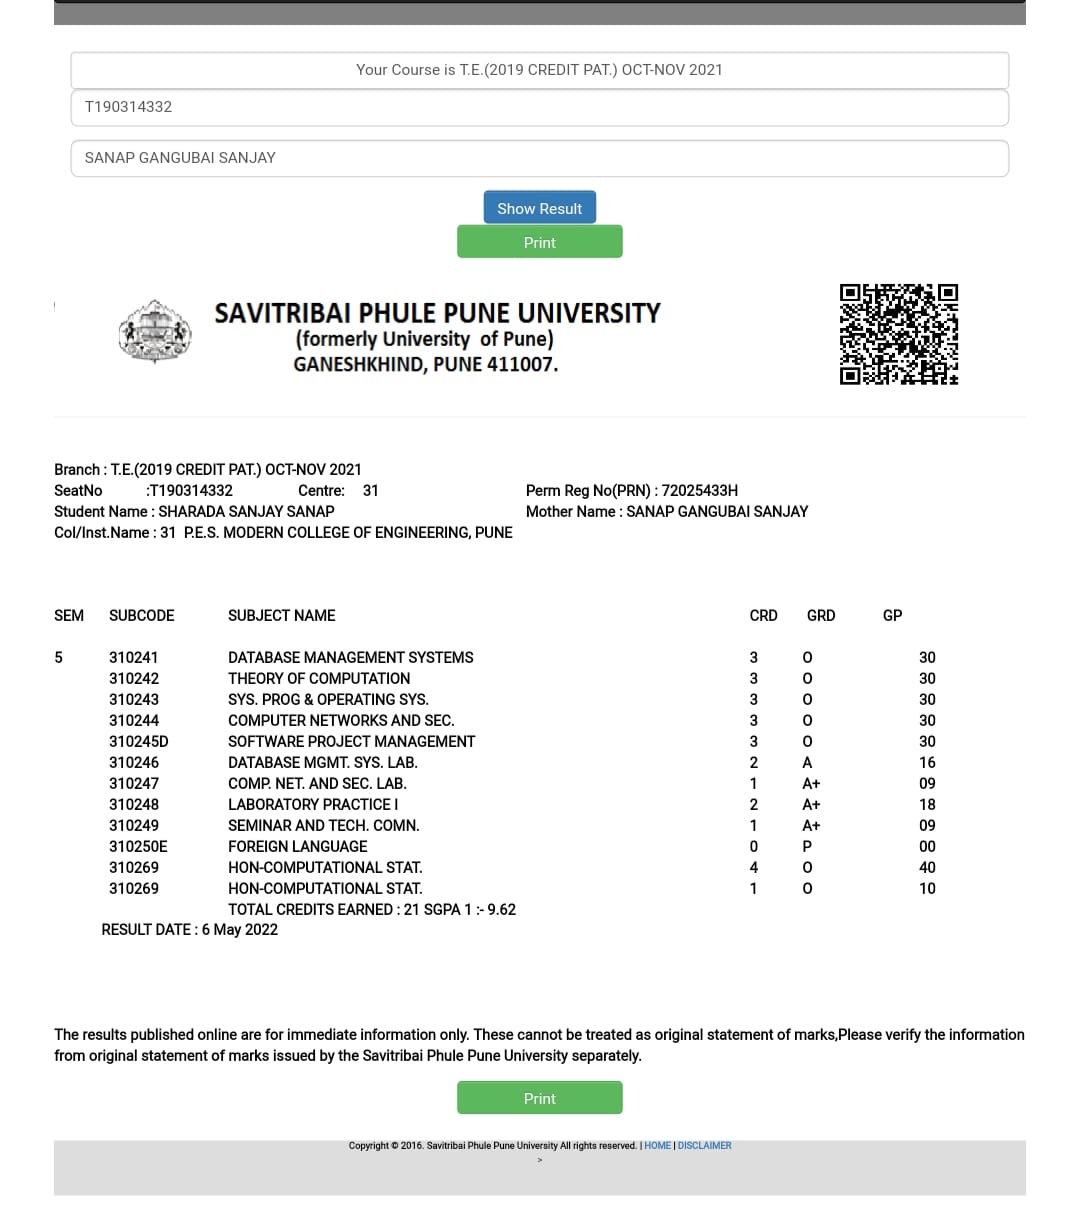 Your Course is T.E.(2019 CREDIT PAT.) OCT-NOV 2021
T190314332
SANAP GANGUBAI SANJAY
Show Result
Print
SAVITRIBAI PHULE PUNE UNIVERSITY
(formerly University of Pune)
GANESHKHIND, PUNE 411007.
Branch : T.E.(2019 CREDIT PAT.) OCT-NOV 2021
SeatNo :T190314332 Centre: 31 Perm Reg No(PRN) : 72025433H
Student Name : SHARADA SANJAY SANAP Mother Name : SANAP GANGUBAI SANJAY
Col/Inst.Name : 31 P.E.S. MODERN COLLEGE OF ENGINEERING, PUNE
SEM SUBCODE SUBJECT NAME CRD GRD GP
5 310241 DATABASE MANAGEMENT SYSTEMS 3 O 30
310242 THEORY OF COMPUTATION 3 O 30
310243 SYS. PROG & OPERATING SYS. 3 O 30
310244 COMPUTER NETWORKS AND SEC. 3 O 30
310245D SOFTWARE PROJECT MANAGEMENT 3 O 30
310246 DATABASE MGMT. SYS. LAB. 2 A 16
310247 COMP. NET. AND SEC. LAB. 1 A+ 09
310248 LABORATORY PRACTICE I 2 A+ 18
310249 SEMINAR AND TECH. COMN. 1 A+ 09
310250E FOREIGN LANGUAGE 0 P 00
310269 HON-COMPUTATIONAL STAT. 4 O 40
310269 HON-COMPUTATIONAL STAT. 1 O 10
TOTAL CREDITS EARNED : 21 SGPA 1 :- 9.62
RESULT DATE : 6 May 2022
The results published online are for immediate information only. These cannot be treated as original statement of marks,Please verify the information
from original statement of marks issued by the Savitribai Phule Pune University separately.
Print
Copyright © 2016. Savitribai Phule Pune University All rights reserved. | HOME | DISCLAIMER
>